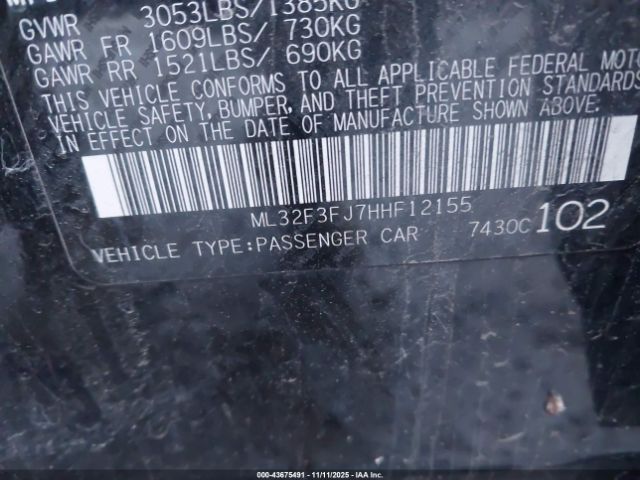 GVWR 3053LBS/1385KG
GAWR FR 1609LBS/ 730KG
GAWR RR 1521LBS/ 690KG
THIS VEHICLE CONFORMS TO ALL APPLICABLE FEDERAL MOTO
VEHICLE SAFETY, BUMPER, AND THEFT PREVENTION STANDARDS
IN EFFECT ON THE DATE OF MANUFACTURE SHOWN ABOVE.
ML32F3FJ7HHF12155
VEHICLE TYPE:PASSENGER CAR 7430C 102
000-43675491 - 11/11/2025 - IAA Inc.